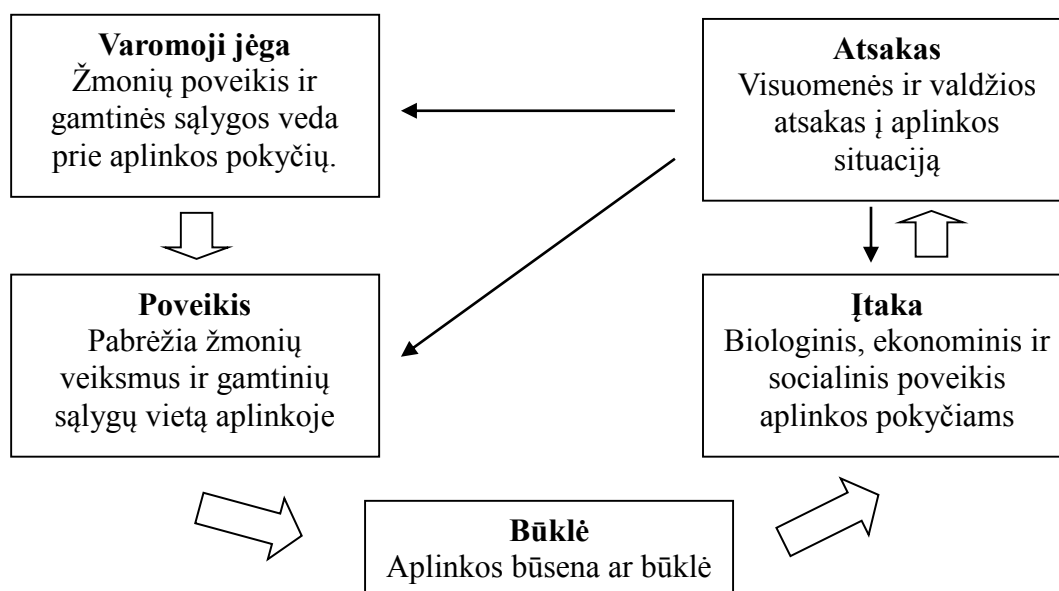 Varomoji jėga
Žmonių poveikis ir
gamtinės sąlygos veda
prie aplinkos pokyčių.
Atsakas
Visuomenės ir valdžios
atsakas į aplinkos
situaciją
Poveikis
Pabrėžia žmonių
veiksmus ir gamtinių
sąlygų vietą aplinkoje
Įtaka
Biologinis, ekonominis ir
socialinis poveikis
aplinkos pokyčiams
Būklė
Aplinkos būsena ar būklė